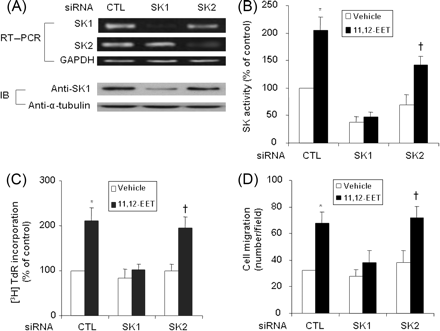 (A)
siRNA CTL SK1 SK2
RT–PCR
SK1
SK2
GAPDH
IB
Anti-SK1
Anti-α-tubulin
(B)
Vehicle
11,12-EET
SK activity (% of control)
250
200
150
100
50
0
*
†
siRNA CTL SK1 SK2
(C)
Vehicle
11,12-EET
[³H] TdR incorporation
(% of control)
300
200
100
0
*
†
siRNA CTL SK1 SK2
(D)
Vehicle
11,12-EET
Cell migration
(number/field)
100
80
60
40
20
0
*
†
siRNA CTL SK1 SK2